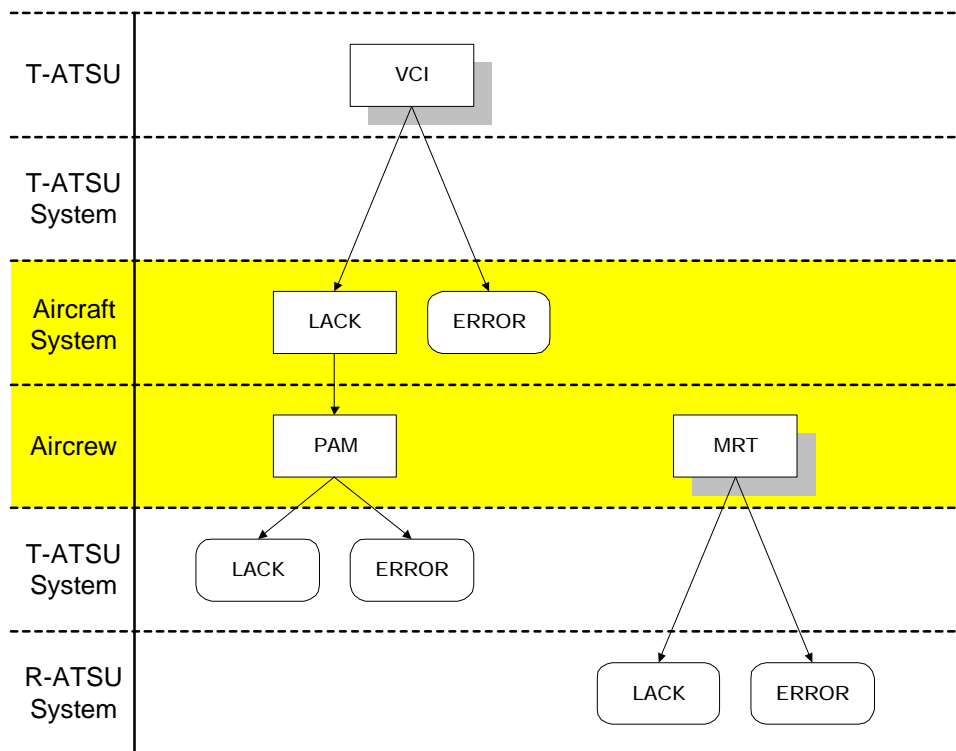 T-ATSU
VCI
T-ATSU
System
Aircraft
System
LACK
ERROR
Aircrew
PAM
MRT
T-ATSU
System
LACK
ERROR
R-ATSU
System
LACK
ERROR